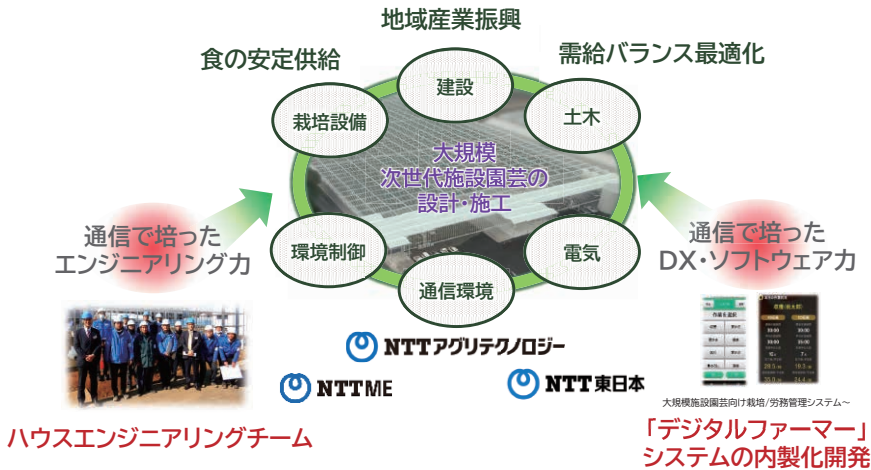 地域産業振興
食の安定供給
需給バランス最適化
建設
栽培設備
土木
大規模
次世代施設園芸の
設計・施工
環境制御
電気
通信環境
通信で培った
エンジニアリング力
通信で培った
DX・ソフトウェア力
NTTアグリテクノロジー
NTT ME
NTT東日本
大規模施設園芸向け栽培/労務管理システム～
ハウスエンジニアリングチーム
「デジタルファーマー」
システムの内製化開発